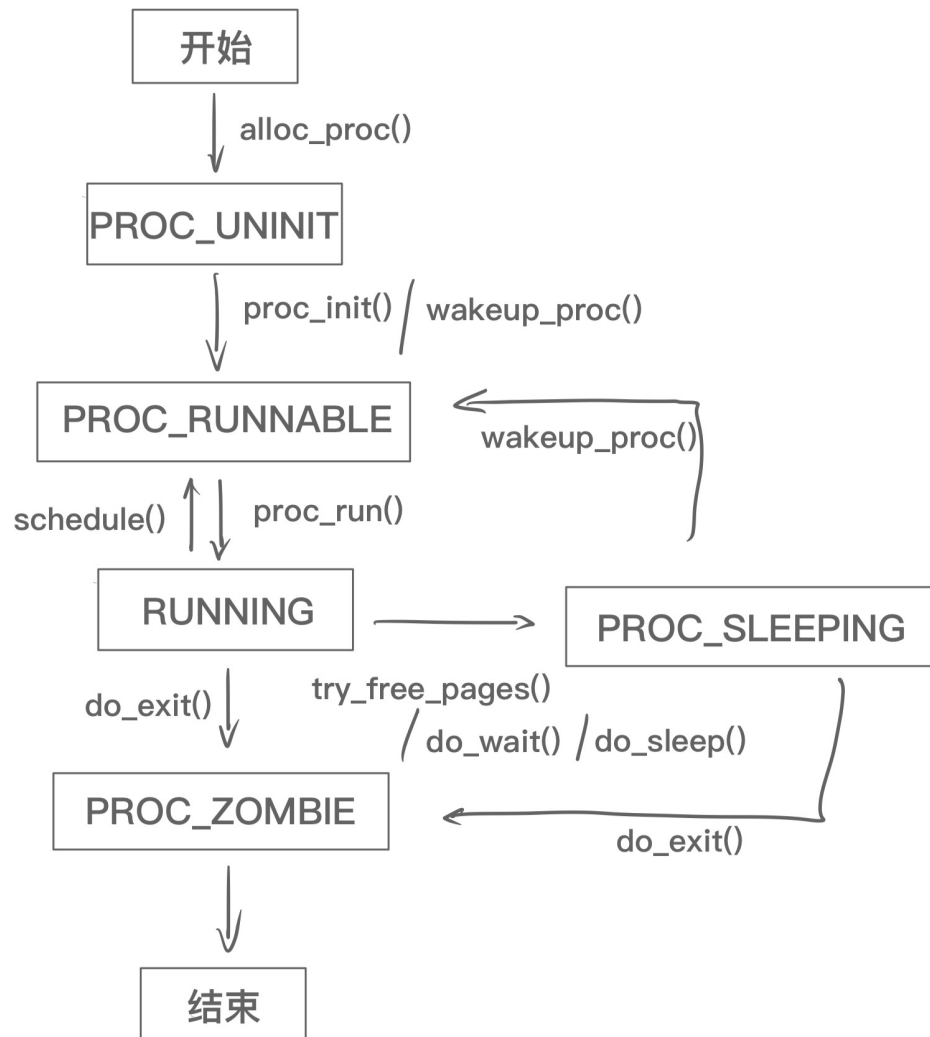 开始
alloc_proc()
PROC_UNINIT
proc_init() / wakeup_proc()
PROC_RUNNABLE
wakeup_proc()
schedule()
proc_run()
RUNNING
PROC_SLEEPING
do_exit()
try_free_pages()
/ do_wait() / do_sleep()
PROC_ZOMBIE
do_exit()
结束